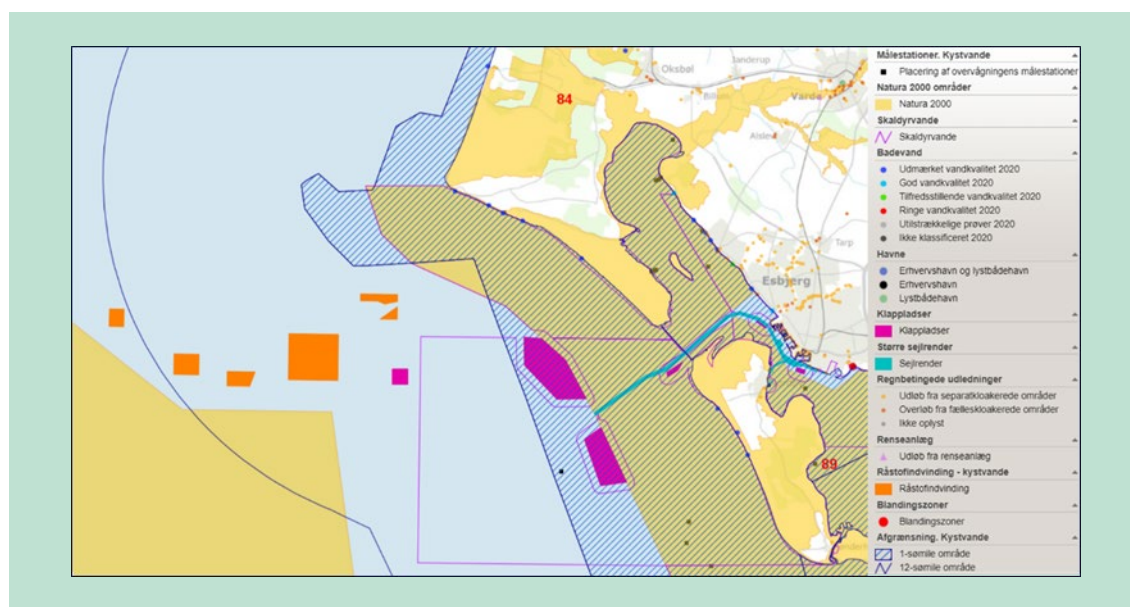 Oksbøl
Janderup
Billum
Varde
84
Alslev
Tarp
Esbjerg
89
Målestationer. Kystvande
Placering af overvågningens målestationer
Natura 2000 områder
Natura 2000
Skaldyrvande
Skaldyrvande
Badevand
Udmærket vandkvalitet 2020
God vandkvalitet 2020
Tilfredsstillende vandkvalitet 2020
Ringe vandkvalitet 2020
Utilstrækkelige prøver 2020
Ikke klassificeret 2020
Havne
Erhvervshavn og lystbådehavn
Erhvervshavn
Lystbådehavn
Klappladser
Klappladser
Større sejlrender
Sejlrender
Regnbetingede udledninger
Udløb fra separatkloakerede områder
Overløb fra fælleskloakerede områder
Ikke oplyst
Renseanlæg
Udløb fra renseanlæg
Råstofindvinding - kystvande
Råstofindvinding
Blandingszoner
Blandingszoner
Afgrænsning. Kystvande
1-sømile område
12-sømile område